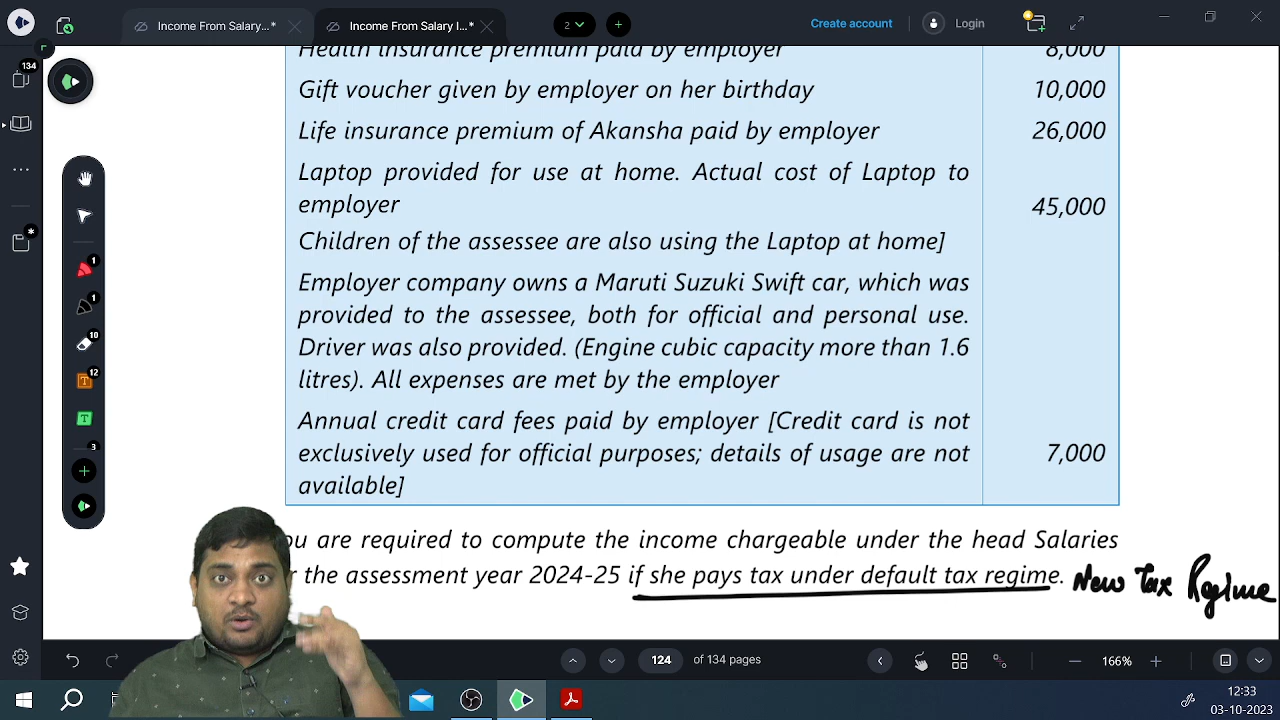 Income From Salary*...
Income From Salary I...*
2
Create account
Login
134
Health insurance premium paid by employer 8,000
Gift voucher given by employer on her birthday 10,000
Life insurance premium of Akansha paid by employer 26,000
Laptop provided for use at home. Actual cost of Laptop to
employer 45,000
Children of the assessee are also using the Laptop at home]
Employer company owns a Maruti Suzuki Swift car, which was
provided to the assessee, both for official and personal use.
Driver was also provided. (Engine cubic capacity more than 1.6
litres). All expenses are met by the employer
Annual credit card fees paid by employer [Credit card is not
exclusively used for official purposes; details of usage are not 7,000
available]
1
1
10
12
3
ou are required to compute the income chargeable under the head Salaries
r the assessment year 2024-25 if she pays tax under default tax regime. New Tax Regime
124 of 134 pages
166%
12:33
03-10-2023